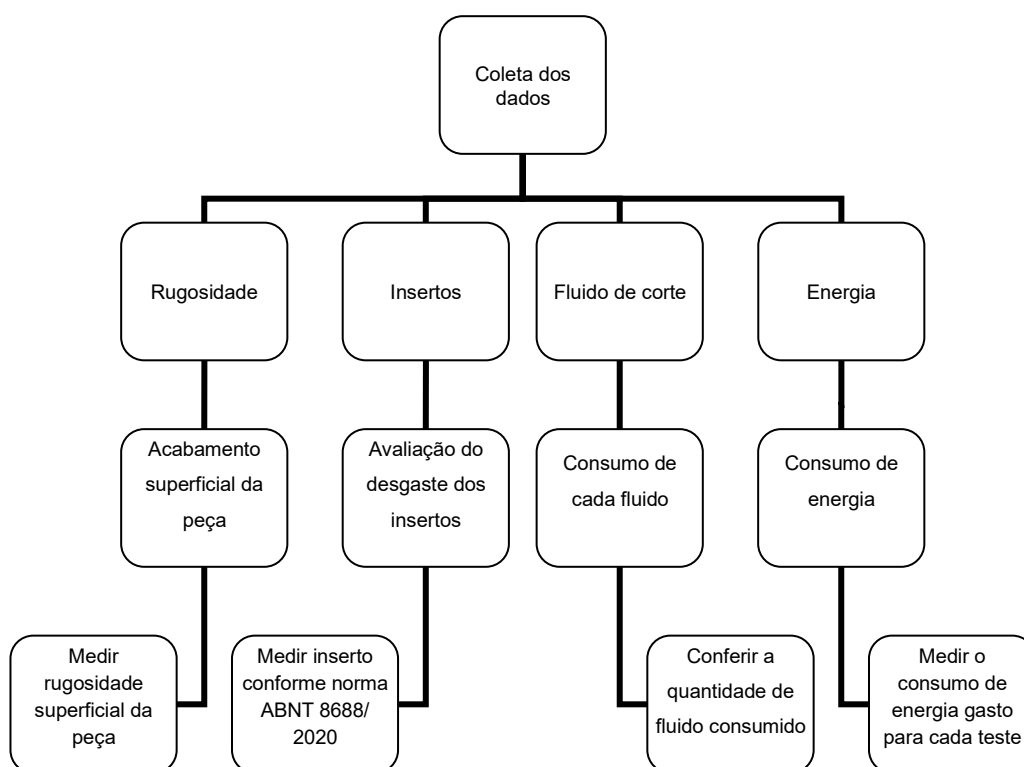 Coleta dos
dados
Rugosidade
Insertos
Fluido de corte
Energia
Acabamento
superficial da
peça
Avaliação do
desgaste dos
insertos
Consumo de
cada fluido
Consumo de
energia
Medir
rugosidade
superficial da
peça
Medir inserto
conforme norma
ABNT 8688/
2020
Conferir a
quantidade de
fluido consumido
Medir o
consumo de
energia gasto
para cada teste